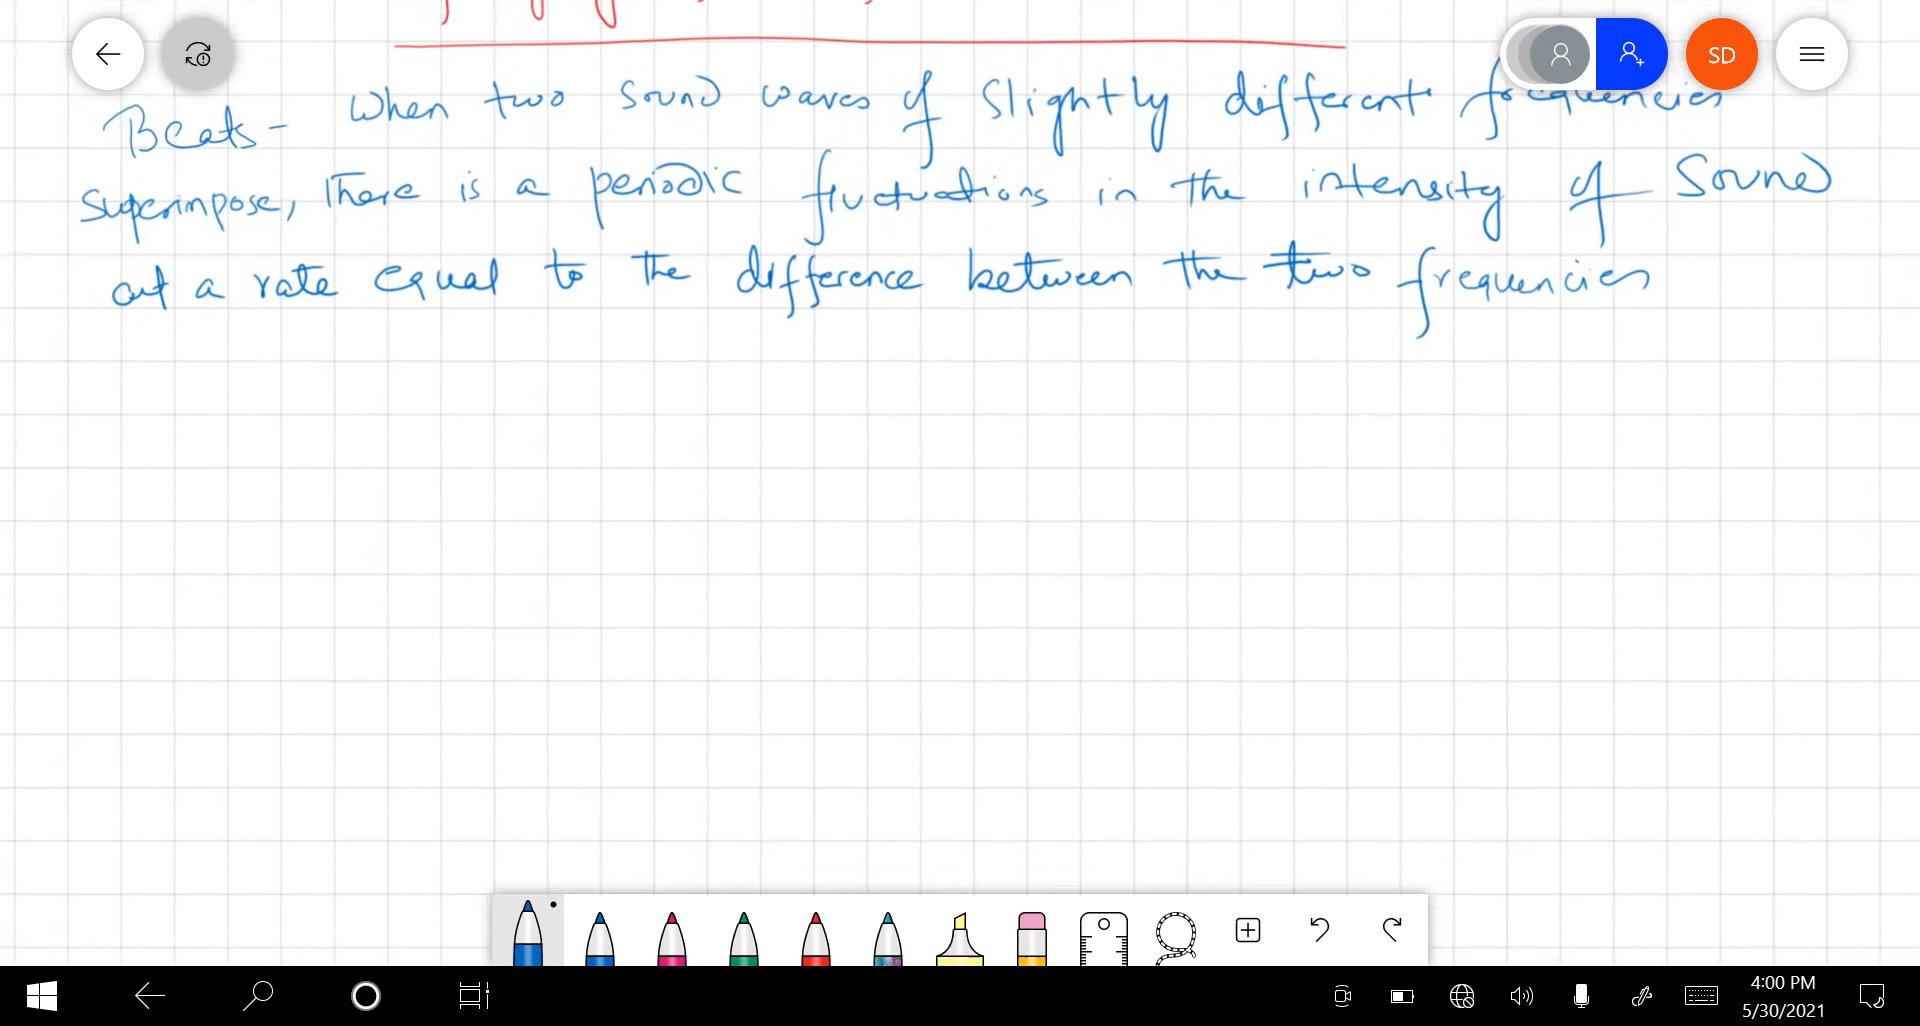 SD
Beats - when two sound waves of slightly different frequencies
superimpose, there is a periodic fluctuations in the intensity of sound
at a rate equal to the difference between the two frequencies
4:00 PM
5/30/2021